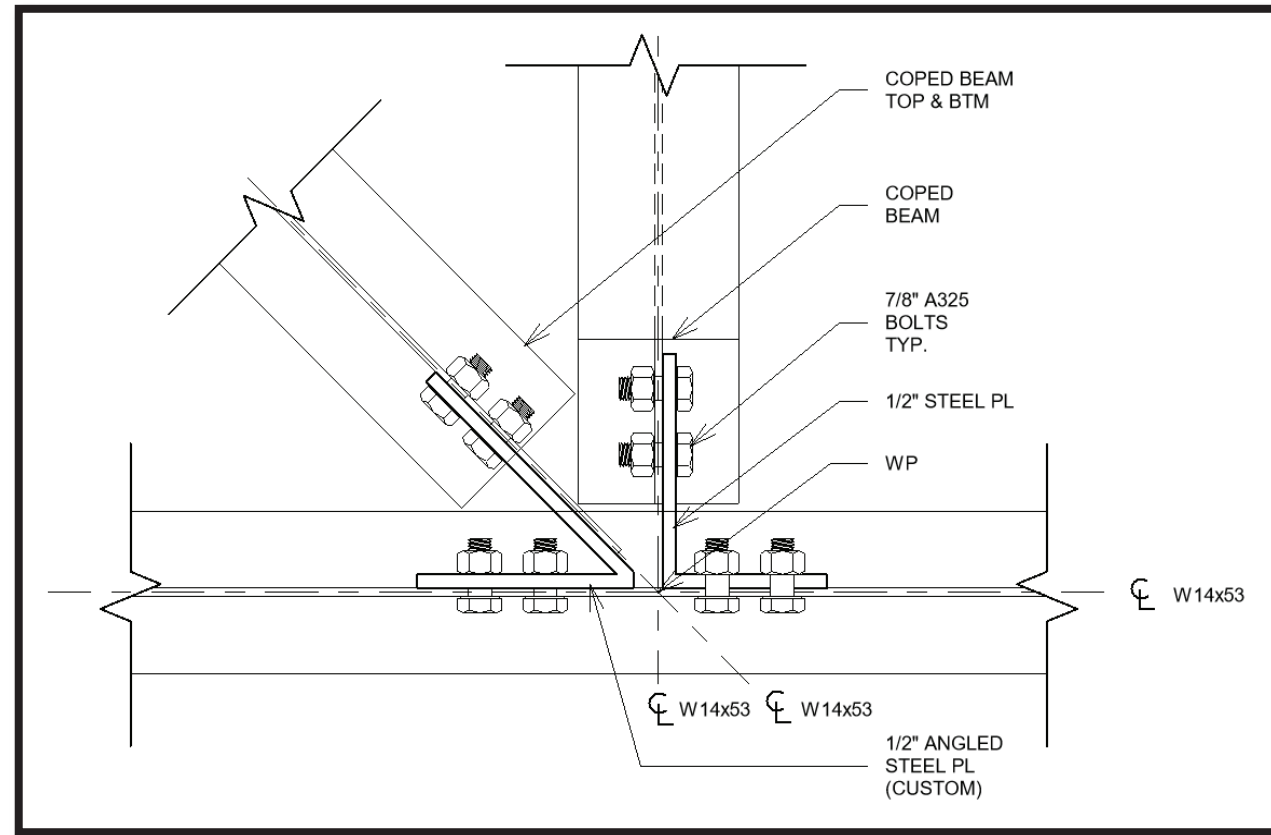 COPED BEAM
TOP & BTM
COPED
BEAM
7/8" A325
BOLTS
TYP.
1/2" STEEL PL
WP
℄ W14x53
℄ W14x53 ℄ W14x53
1/2" ANGLED
STEEL PL
(CUSTOM)